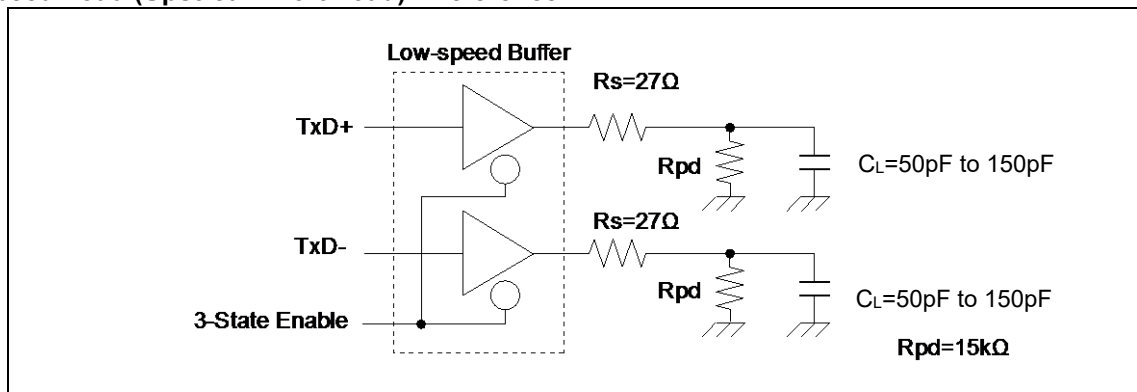 Low-speed Buffer
Rs=27Ω
TxD+
Rpd
CL=50pF to 150pF
Rs=27Ω
TxD-
Rpd
CL=50pF to 150pF
3-State Enable
Rpd=15kΩ